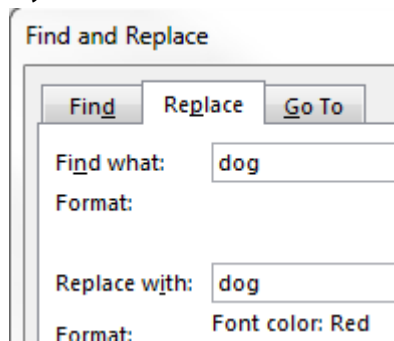 Find and Replace
Find Replace Go To
Find what: dog
Format:
Replace with: dog
Format: Font color: Red